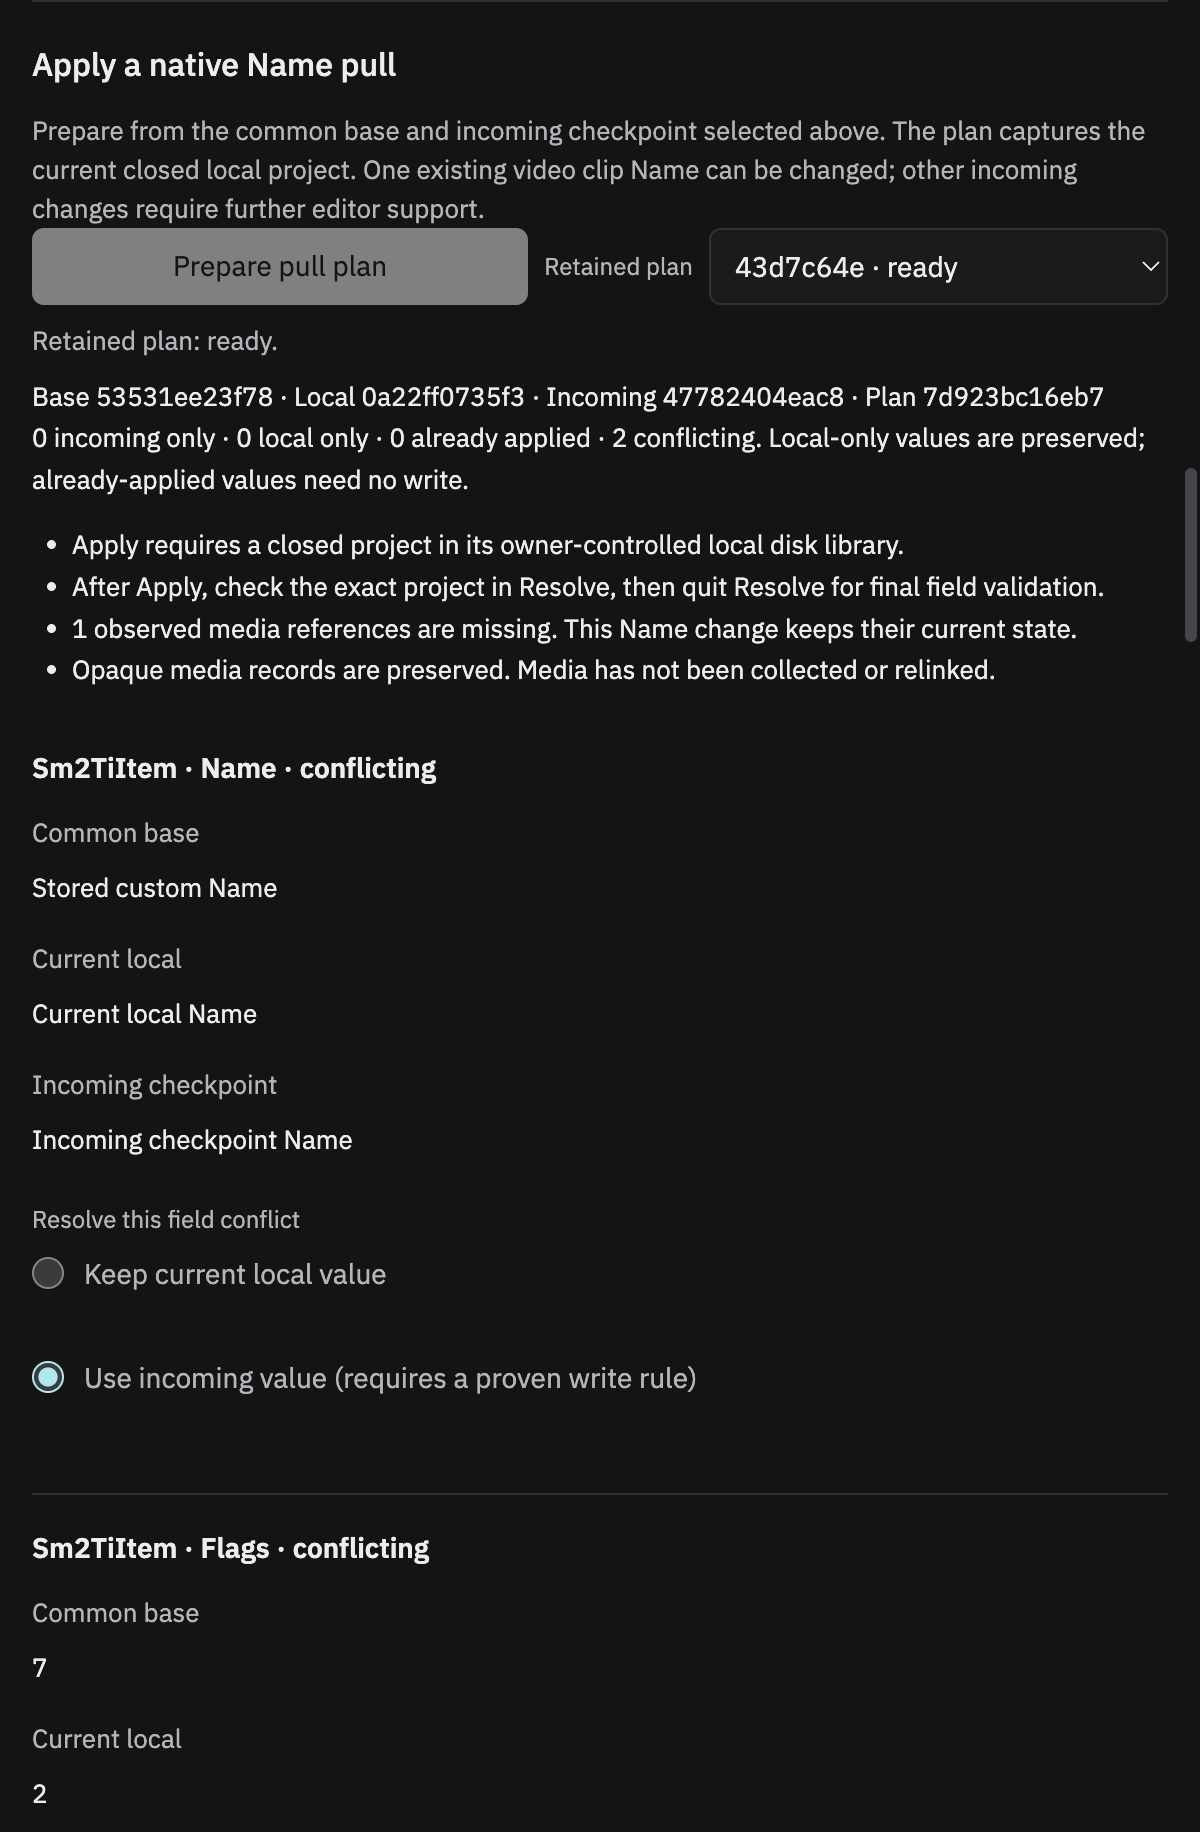 Apply a native Name pull
Prepare from the common base and incoming checkpoint selected above. The plan captures the
current closed local project. One existing video clip Name can be changed; other incoming
changes require further editor support.
Prepare pull plan
Retained plan
43d7c64e · ready
Retained plan: ready.
Base 53531ee23f78 · Local 0a22ff0735f3 · Incoming 47782404eac8 · Plan 7d923bc16eb7
0 incoming only · 0 local only · 0 already applied · 2 conflicting. Local-only values are preserved;
already-applied values need no write.
• Apply requires a closed project in its owner-controlled local disk library.
• After Apply, check the exact project in Resolve, then quit Resolve for final field validation.
• 1 observed media references are missing. This Name change keeps their current state.
• Opaque media records are preserved. Media has not been collected or relinked.
Sm2TiItem · Name · conflicting
Common base
Stored custom Name
Current local
Current local Name
Incoming checkpoint
Incoming checkpoint Name
Resolve this field conflict
Keep current local value
Use incoming value (requires a proven write rule)
Sm2TiItem · Flags · conflicting
Common base
7
Current local
2